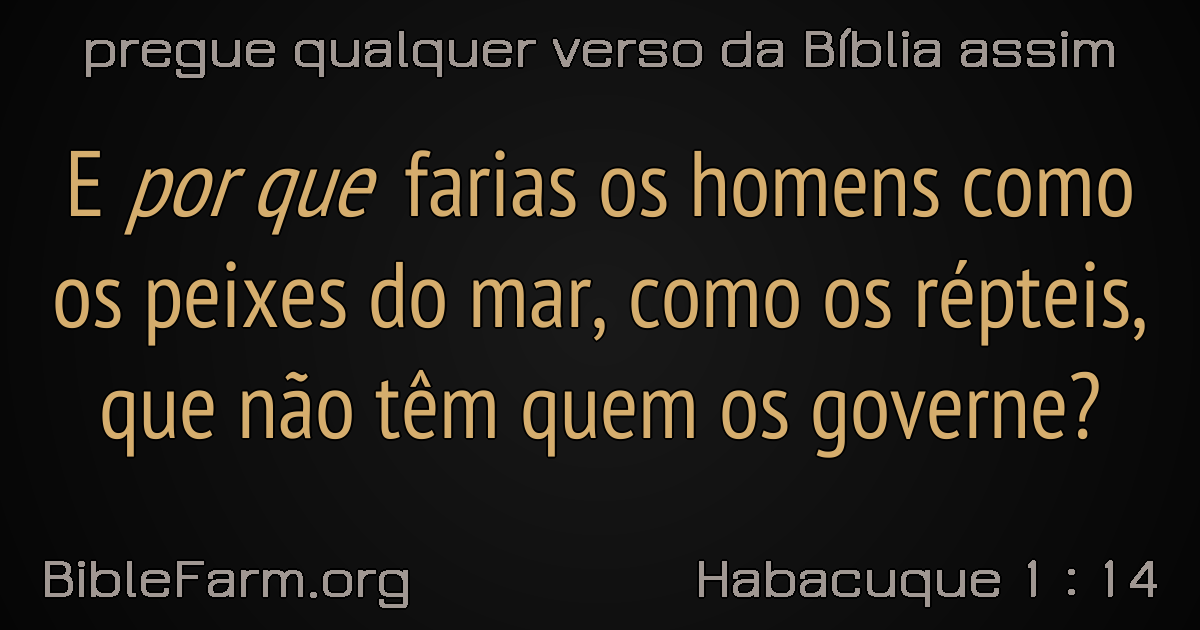 pregue qualquer verso da Bíblia assim
E por que farias os homens como
os peixes do mar, como os répteis,
que não têm quem os governe?
BibleFarm.org
Habacuque 1 : 14